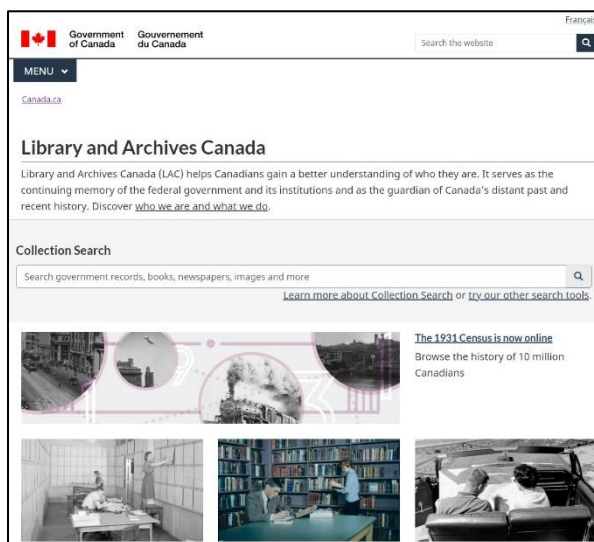 Français
Government of Canada
Gouvernement du Canada
Search the website
MENU
Canada.ca
Library and Archives Canada
Library and Archives Canada (LAC) helps Canadians gain a better understanding of who they are. It serves as the
continuing memory of the federal government and its institutions and as the guardian of Canada's distant past and
recent history. Discover who we are and what we do.
Collection Search
Search government records, books, newspapers, images and more
Learn more about Collection Search or try our other search tools.
The 1931 Census is now online
Browse the history of 10 million
Canadians
1931